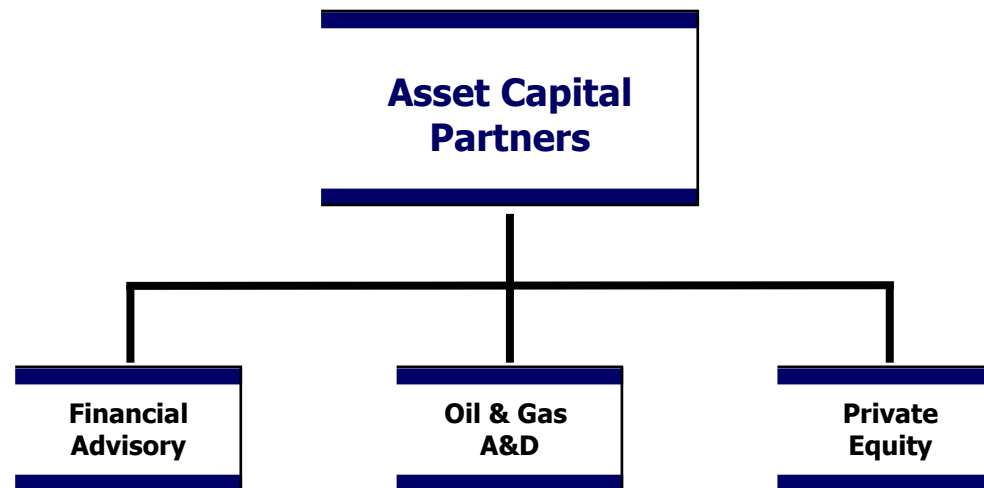 Asset Capital
Partners
Financial
Advisory
Oil & Gas
A&D
Private
Equity